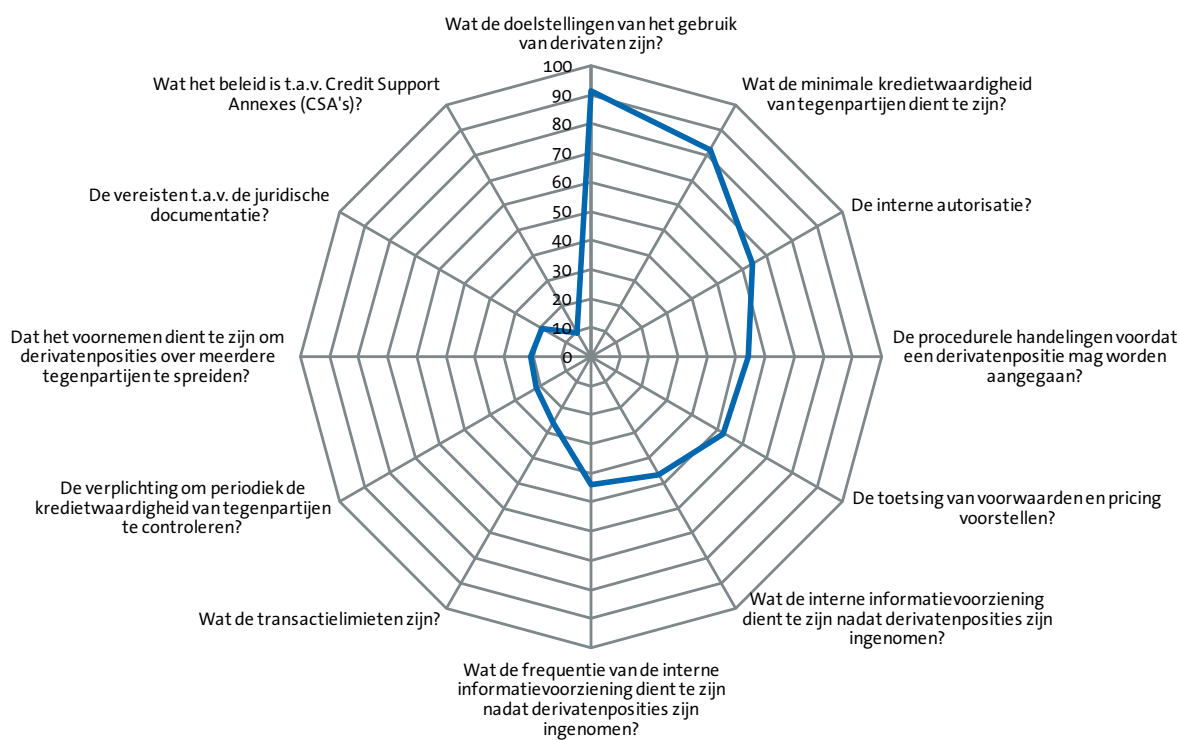 Wat de doelstellingen van het gebruik
van derivaten zijn?
Wat de minimale kredietwaardigheid
van tegenpartijen dient te zijn?
De interne autorisatie?
De procedurele handelingen voordat
een derivatenpositie mag worden
aangegaan?
De toetsing van voorwaarden en pricing
voorstellen?
Wat de interne informatievoorziening
dient te zijn nadat derivatenposities zijn
ingenomen?
Wat de frequentie van de interne
informatievoorziening dient te zijn
nadat derivatenposities zijn
ingenomen?
Wat de transactielimieten zijn?
De verplichting om periodiek de
kredietwaardigheid van tegenpartijen
te controleren?
Dat het voornemen dient te zijn om
derivatenposities over meerdere
tegenpartijen te spreiden?
De vereisten t.a.v. de juridische
documentatie?
Wat het beleid is t.a.v. Credit Support
Annexes (CSA's)?
100
90
80
70
60
50
40
30
20
10
0